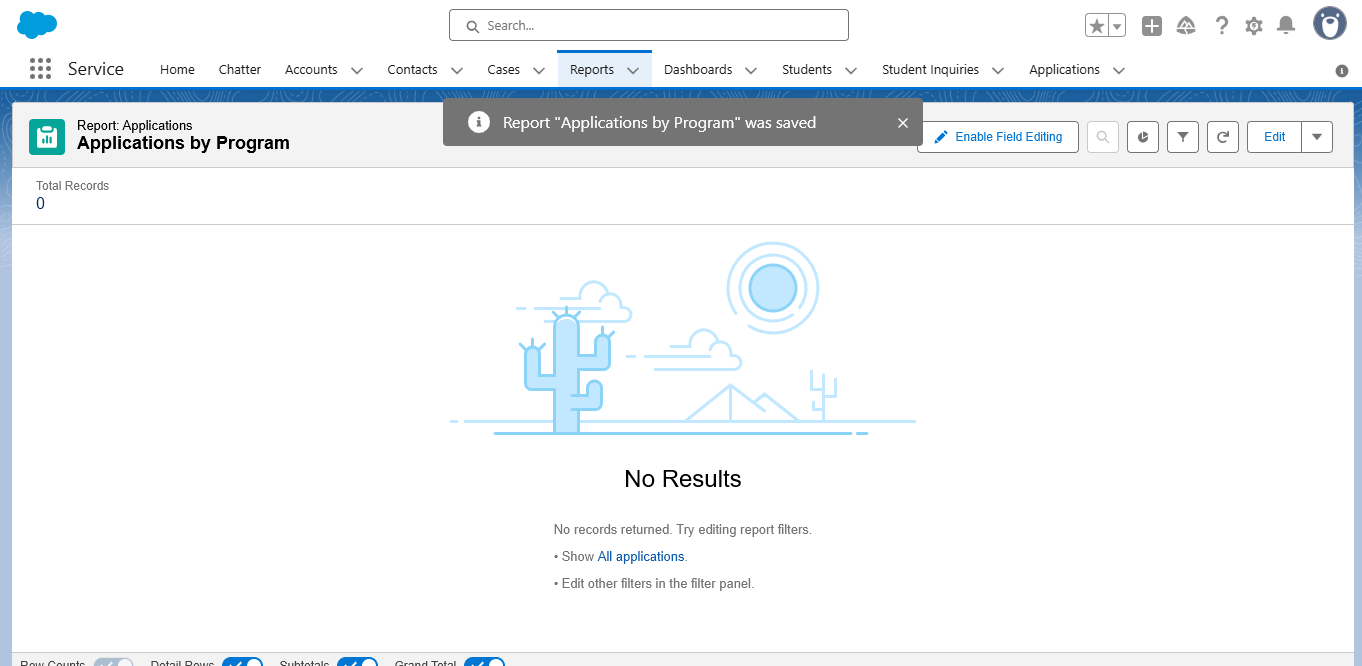 Search...
Service
Home
Chatter
Accounts
Contacts
Cases
Reports
Dashboards
Students
Student Inquiries
Applications
Report: Applications
Applications by Program
Report "Applications by Program" was saved
Enable Field Editing
Edit
Total Records
0
No Results
No records returned. Try editing report filters.
• Show All applications.
• Edit other filters in the filter panel.
Row Counts
Detail Rows
Subtotals
Grand Total